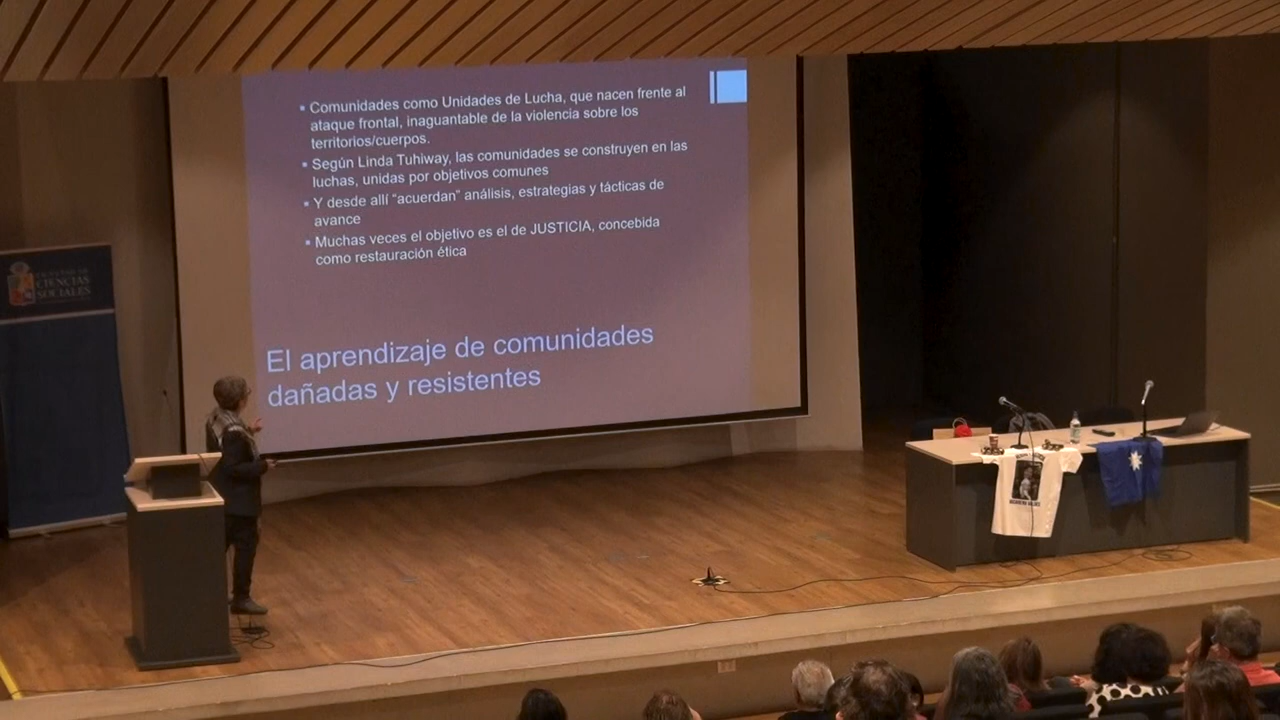 ▪ Comunidades como Unidades de Lucha, que nacen frente al
ataque frontal, inaguantable de la violencia sobre los
territorios/cuerpos.
▪ Según Linda Tuhiway, las comunidades se construyen en las
luchas, unidas por objetivos comunes
▪ Y desde allí “acuerdan” análisis, estrategias y tácticas de
avance
▪ Muchas veces el objetivo es el de JUSTICIA, concebida
como restauración ética
El aprendizaje de comunidades
dañadas y resistentes
CIENCIAS
SOCIALES